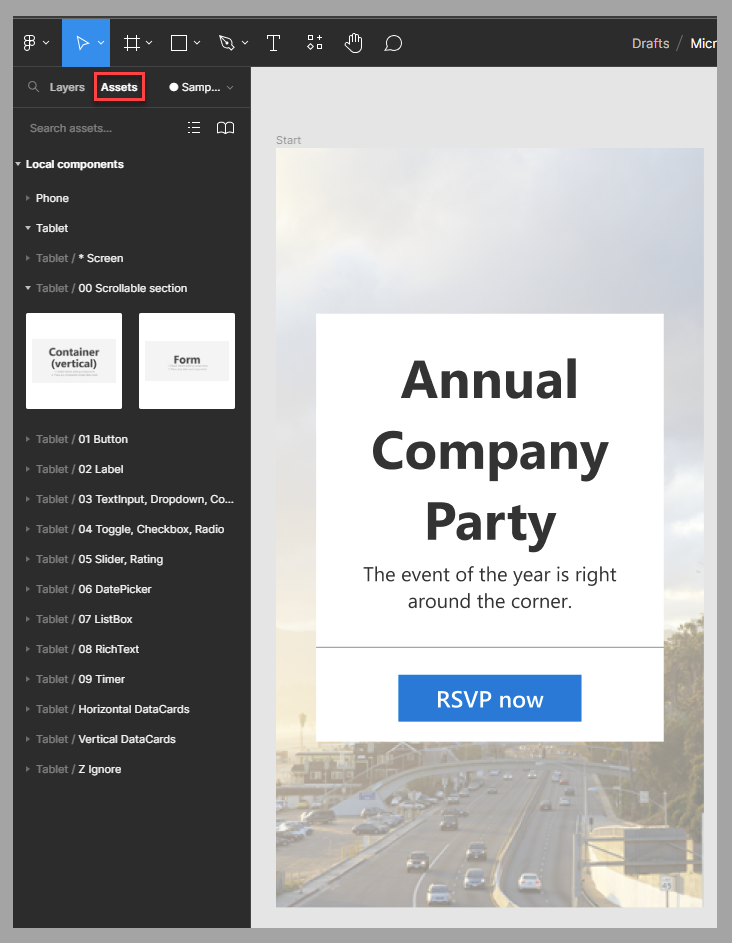 Drafts / Micr
Layers
Assets
Samp...
Search assets...
Local components
Phone
Tablet
Tablet / * Screen
Tablet / 00 Scrollable section
Container
(vertical)
Form
Tablet / 01 Button
Tablet / 02 Label
Tablet / 03 TextInput, Dropdown, Co...
Tablet / 04 Toggle, Checkbox, Radio
Tablet / 05 Slider, Rating
Tablet / 06 DatePicker
Tablet / 07 ListBox
Tablet / 08 RichText
Tablet / 09 Timer
Tablet / Horizontal DataCards
Tablet / Vertical DataCards
Tablet / Z Ignore
Start
Annual
Company
Party
The event of the year is right
around the corner.
RSVP now